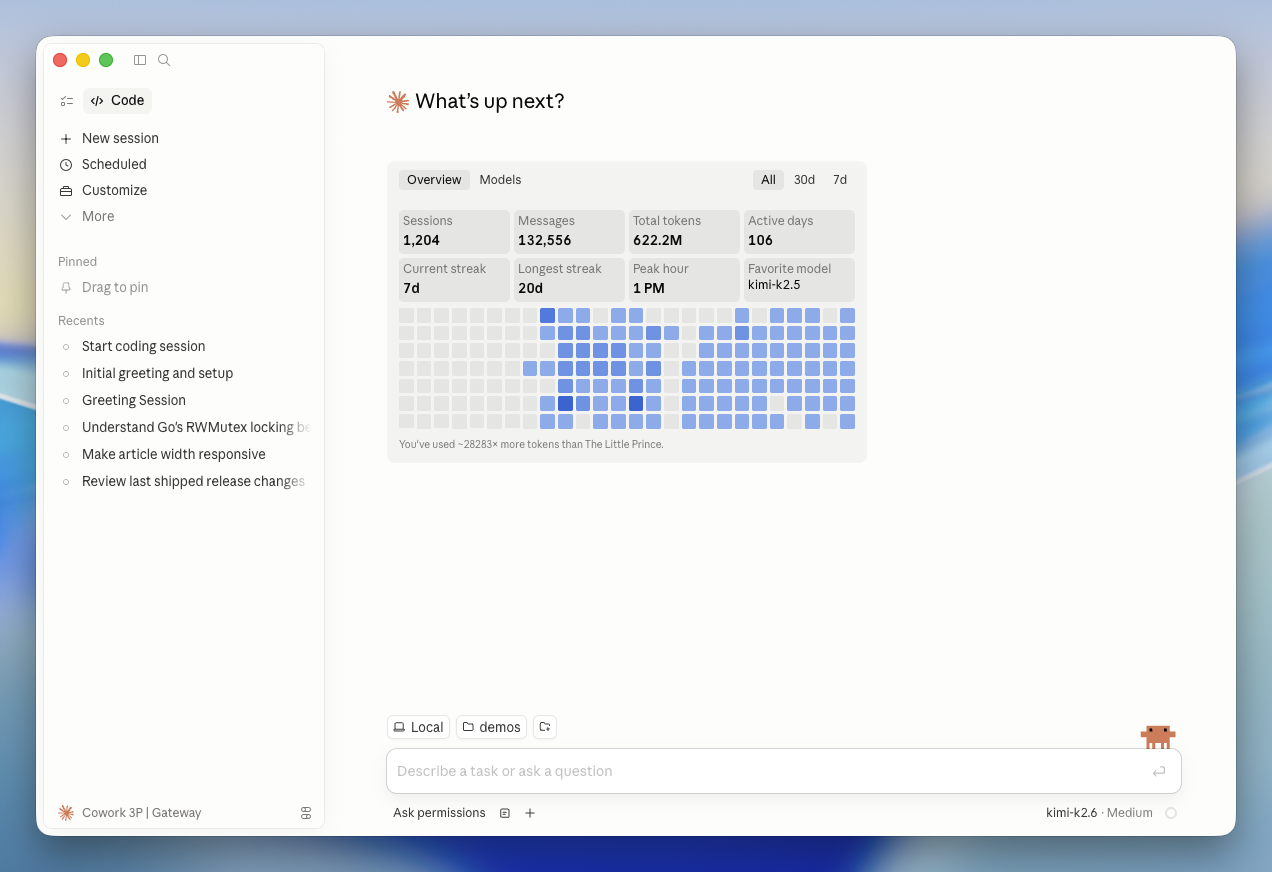 Code
New session
Scheduled
Customize
More
Pinned
Drag to pin
Recents
Start coding session
Initial greeting and setup
Greeting Session
Understand Go's RWMutex locking be
Make article width responsive
Review last shipped release changes
Cowork 3P | Gateway
What's up next?
Overview Models All 30d 7d
Sessions Messages Total tokens Active days
1,204 132,556 622.2M 106
Current streak Longest streak Peak hour Favorite model
7d 20d 1 PM kimi-k2.5
You've used ~28283× more tokens than The Little Prince.
Local demos
Describe a task or ask a question
Ask permissions kimi-k2.6 · Medium